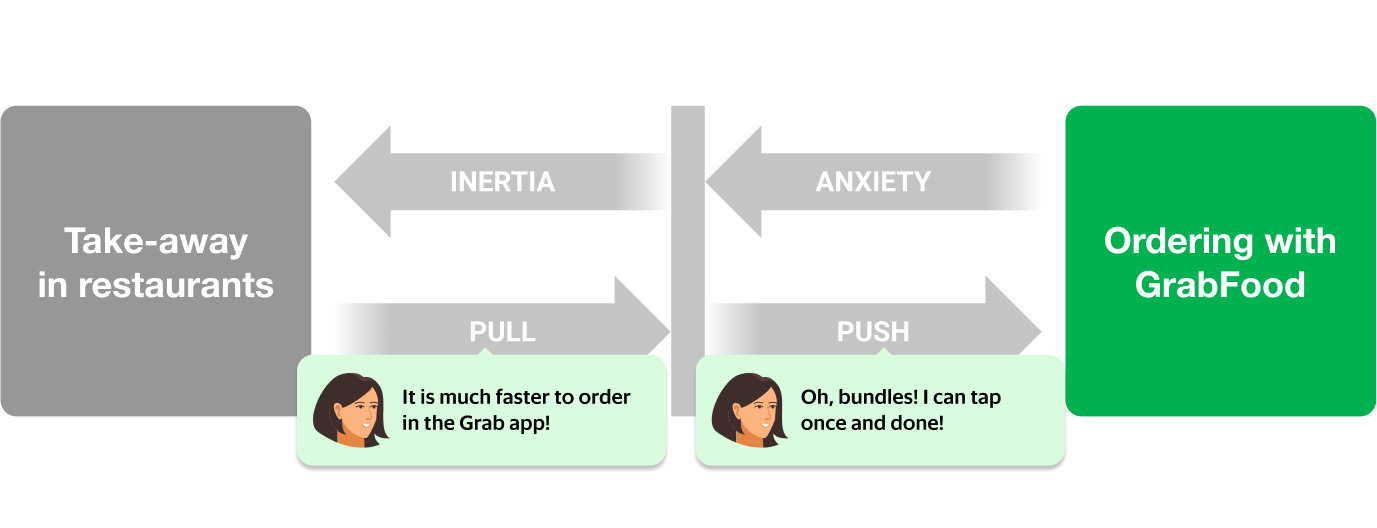 INERTIA
ANXIETY
Take-away
in restaurants
Ordering with
GrabFood
PULL
PUSH
It is much faster to order
in the Grab app!
Oh, bundles! I can tap
once and done!